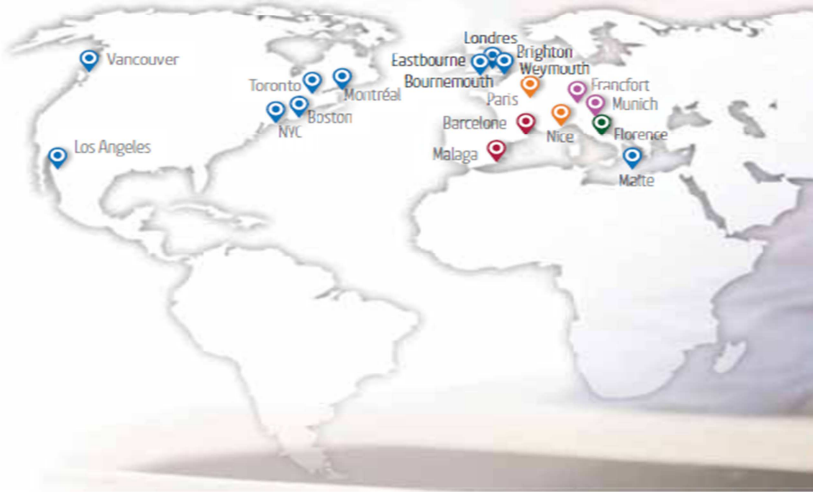 Londres
Eastbourne
Brighton
Vancouver
Weymouth
Toronto
Bournemouth
Francfort
Montréal
Paris
Munich
Boston
Barcelone
NYC
Nice
Florence
Los Angeles
Malaga
Malte